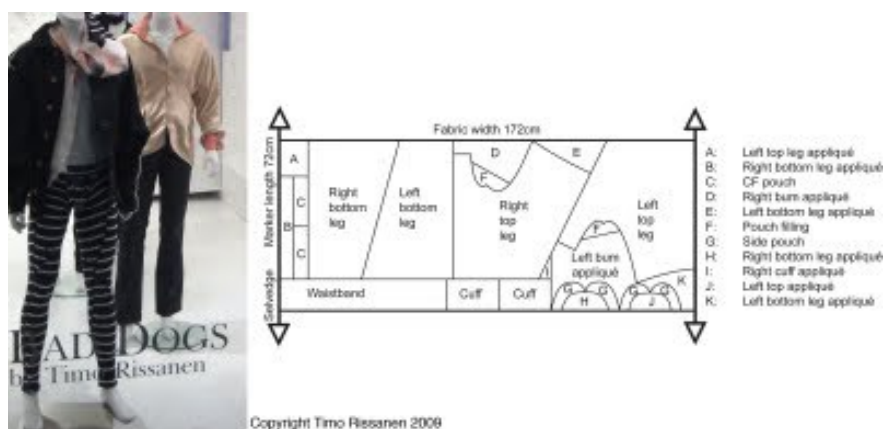 BAD DOGS
by Timo Rissanen
Fabric width 172cm
Marker length 72cm
Selvedge
A
B
C
C
Right bottom leg
Left bottom leg
D
F
E
Right top leg
Left top leg
F
Left bum appliqué
I
K
G
G
H
G
G
J
Waistband
Cuff
Cuff
A: Left top leg appliqué
B: Right bottom leg appliqué
C: CF pouch
D: Right bum appliqué
E: Left bottom leg appliqué
F: Pouch filling
G: Side pouch
H: Right bottom leg appliqué
I: Right cuff appliqué
J: Left top appliqué
K: Left bottom leg appliqué
Copyright Timo Rissanen 2009